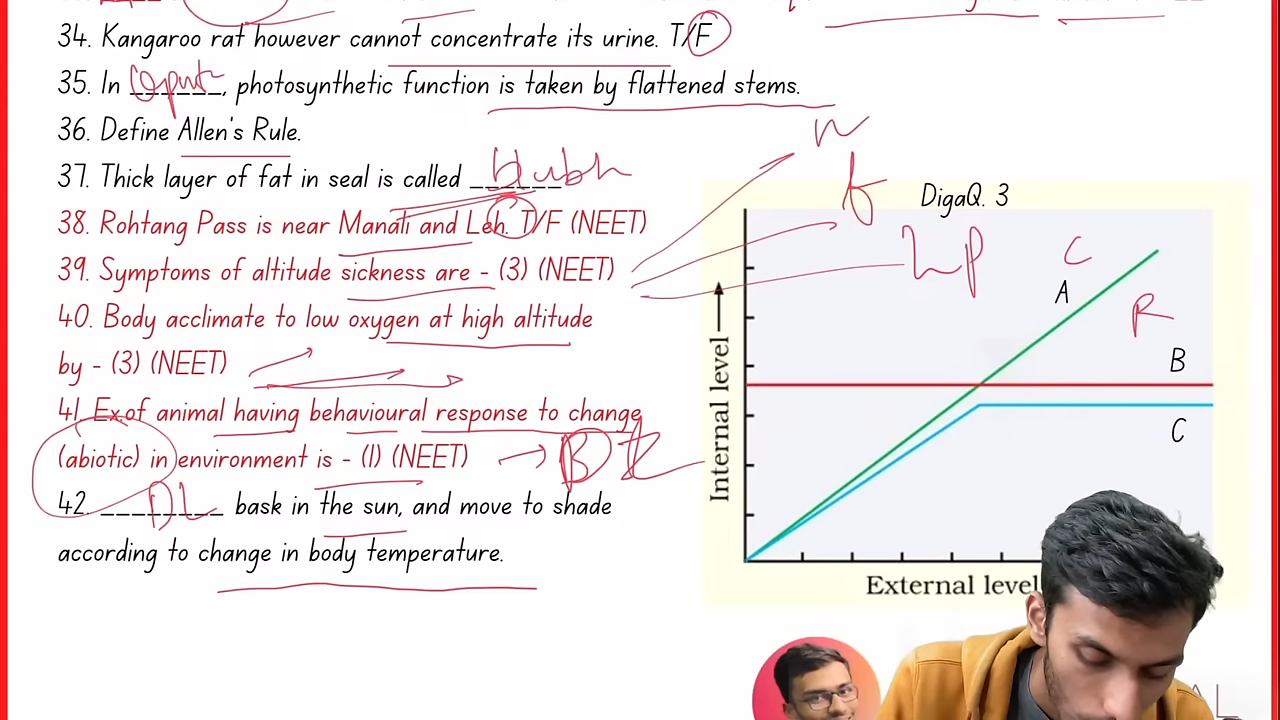 34. Kangaroo rat however cannot concentrate its urine. T/F
35. In ______, photosynthetic function is taken by flattened stems.
36. Define Allen's Rule.
37. Thick layer of fat in seal is called ______
38. Rohtang Pass is near Manali and Leh. T/F (NEET)
39. Symptoms of altitude sickness are - (3) (NEET)
40. Body acclimate to low oxygen at high altitude
by - (3) (NEET)
41. Ex of animal having behavioural response to change
(abiotic) in environment is - (1) (NEET)
42. DL bask in the sun, and move to shade
according to change in body temperature.
n
f
HP
DigaQ. 3
C
A
R
B
C
Internal level
External level